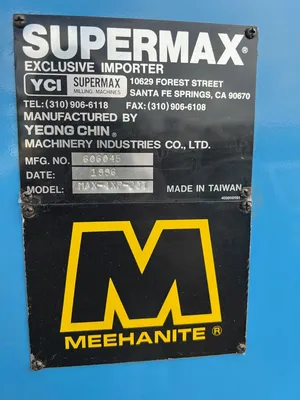 SUPERMAX®
EXCLUSIVE IMPORTER
YCI SUPERMAX MILLING MACHINES 10629 FOREST STREET
SANTA FE SPRINGS, CA 90670
TEL:(310) 906-6118 FAX:(310) 906-6108
MANUFACTURED BY
YEONG CHIN®
MACHINERY INDUSTRIES CO., LTD.
MFG. NO. 606045
DATE: 1996
MODEL: MADE IN TAIWAN
M
MEEHANITE®